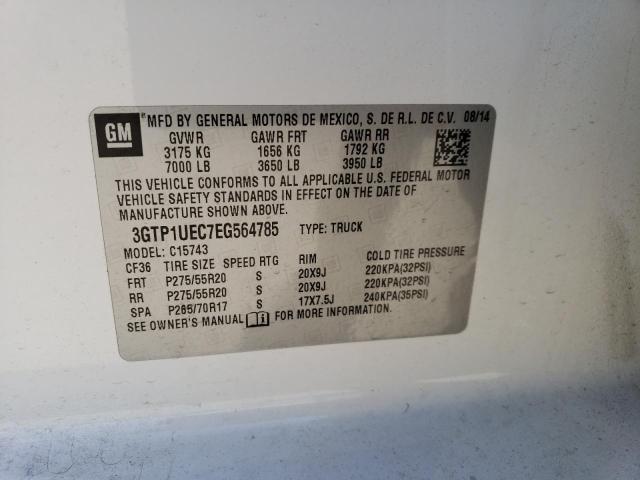 GM
MFD BY GENERAL MOTORS DE MEXICO, S. DE R.L. DE C.V. 08/14
GVWR GAWR FRT GAWR RR
3175 KG 1656 KG 1792 KG
7000 LB 3650 LB 3950 LB
THIS VEHICLE CONFORMS TO ALL APPLICABLE U.S. FEDERAL MOTOR
VEHICLE SAFETY STANDARDS IN EFFECT ON THE DATE OF
MANUFACTURE SHOWN ABOVE.
3GTP1UEC7EG564785 TYPE: TRUCK
MODEL: C15743
CF36 TIRE SIZE SPEED RTG RIM COLD TIRE PRESSURE
FRT P275/55R20 S 20X9J 220KPA(32PSI)
RR P275/55R20 S 20X9J 220KPA(32PSI)
SPA P265/70R17 S 17X7.5J 240KPA(35PSI)
SEE OWNER'S MANUAL FOR MORE INFORMATION.